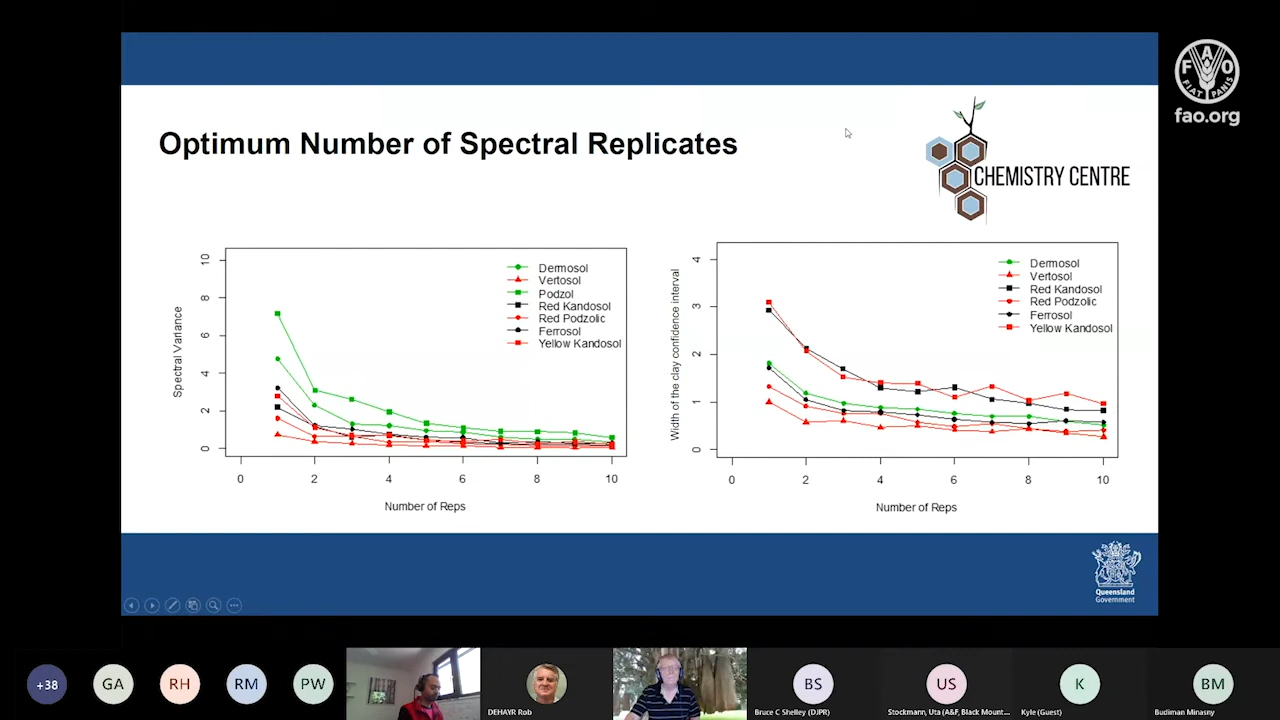 FAO
FIAT PANIS
fao.org
Optimum Number of Spectral Replicates
CHEMISTRY CENTRE
Spectral Variance
10
8
6
4
2
0
Dermosol
Vertosol
Podzol
Red Kandosol
Red Podzolic
Ferrosol
Yellow Kandosol
0 2 4 6 8 10
Number of Reps
Width of the clay confidence interval
4
3
2
1
0
Dermosol
Vertosol
Red Kandosol
Red Podzolic
Ferrosol
Yellow Kandosol
0 2 4 6 8 10
Number of Reps
Queensland
Government
+38
GA
RH
RM
PW
DEHAYR Rob
BS
Bruce C Shelley (DJPR)
US
Stockmann, Uta (A&F, Black Mount...
K
Kyle (Guest)
BM
Budiman Minasny